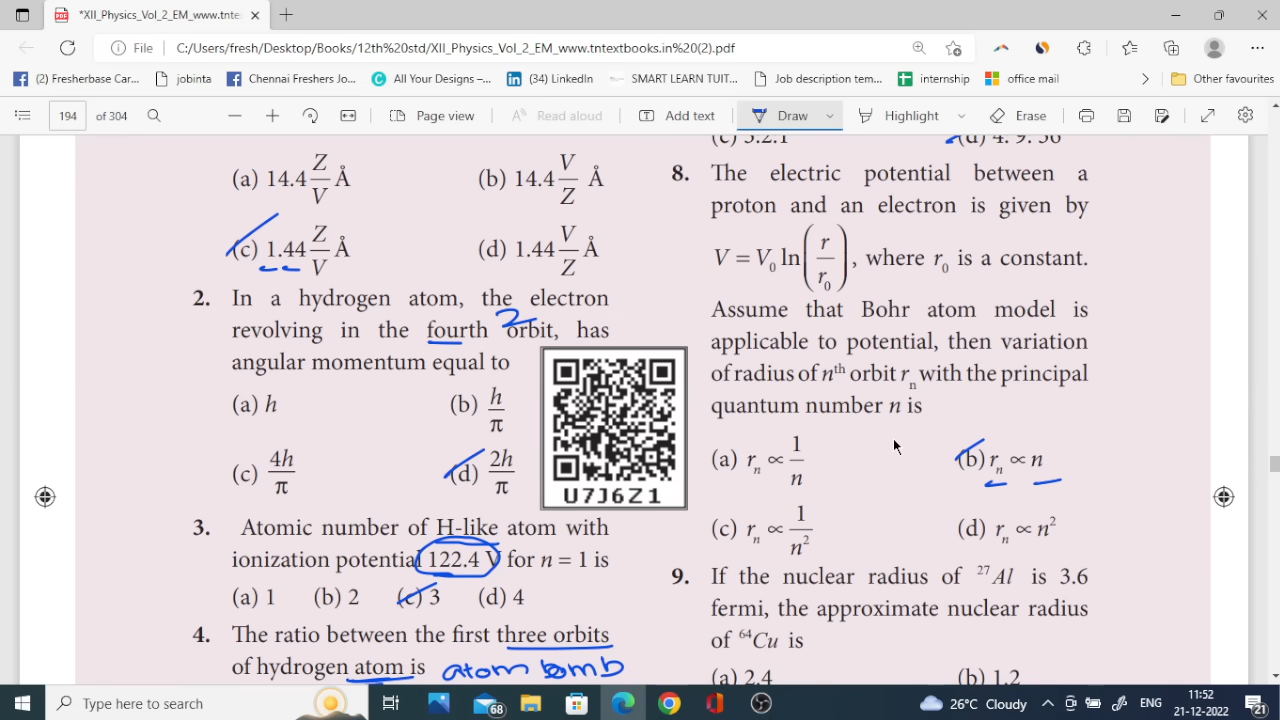 *XII_Physics_Vol_2_EM_www.tntex
File
C:/Users/fresh/Desktop/Books/12th%20std/XII_Physics_Vol_2_EM_www.tntextbooks.in%20(2).pdf
(2) Fresherbase Car...
jobinta
Chennai Freshers Jo...
All Your Designs –...
(34) LinkedIn
SMART LEARN TUIT...
Job description tem...
internship
office mail
Other favourites
194 of 304
Page view
Read aloud
Add text
Draw
Highlight
Erase
(a) 14.4 Z/V Å (b) 14.4 V/Z Å
(c) 1.44 Z/V Å (d) 1.44 V/Z Å
2. In a hydrogen atom, the electron
revolving in the fourth orbit, has
2
angular momentum equal to
(a) h (b) h/π
(c) 4h/π (d) 2h/π
U7J6Z1
3. Atomic number of H-like atom with
ionization potential 122.4 V for n = 1 is
(a) 1 (b) 2 (c) 3 (d) 4
4. The ratio between the first three orbits
of hydrogen atom is atom bomb
(c) 3:2:1 (d) 4: 9: 36
8. The electric potential between a
proton and an electron is given by
V = V₀ ln(r/r₀), where r₀ is a constant.
Assume that Bohr atom model is
applicable to potential, then variation
of radius of nᵗʰ orbit rₙ with the principal
quantum number n is
(a) rₙ ∝ 1/n (b) rₙ ∝ n
(c) rₙ ∝ 1/n² (d) rₙ ∝ n²
9. If the nuclear radius of ²⁷Al is 3.6
fermi, the approximate nuclear radius
of ⁶⁴Cu is
(a) 2.4 (b) 1.2
Type here to search
68
26°C Cloudy
ENG
11:52
21-12-2022
21